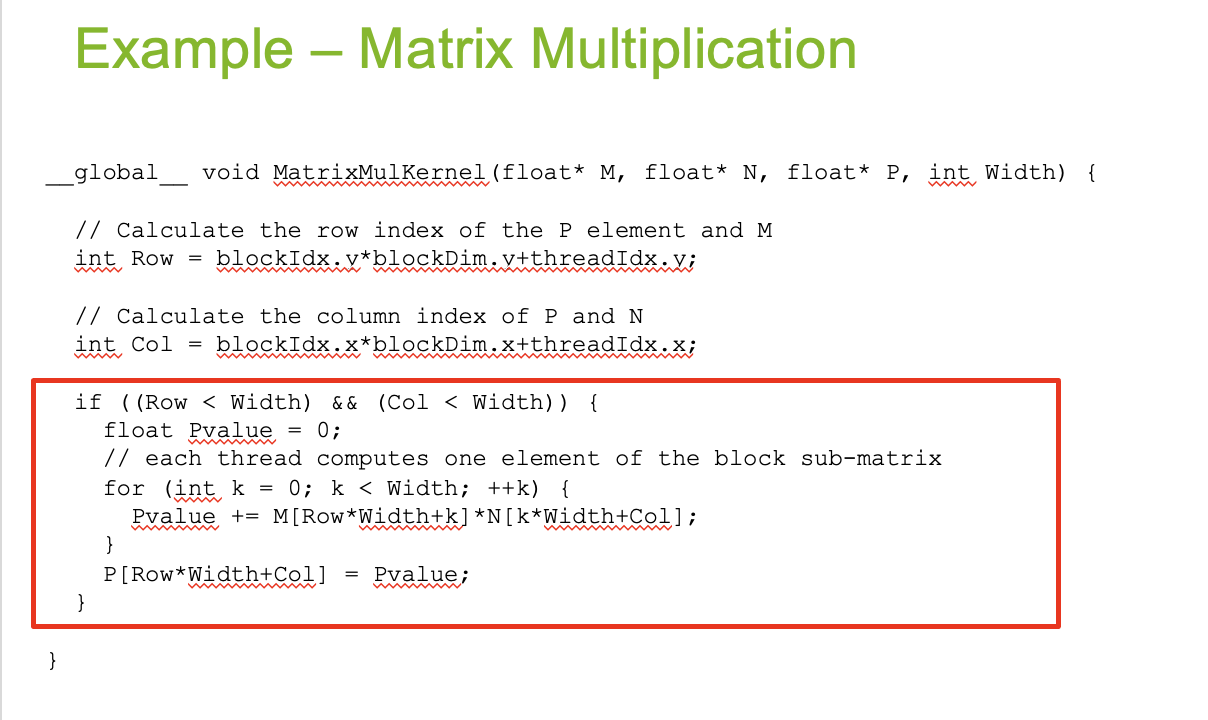 Example – Matrix Multiplication
__global__ void MatrixMulKernel(float* M, float* N, float* P, int Width) {
// Calculate the row index of the P element and M
int Row = blockIdx.y*blockDim.y+threadIdx.y;
// Calculate the column index of P and N
int Col = blockIdx.x*blockDim.x+threadIdx.x;
if ((Row < Width) && (Col < Width)) {
float Pvalue = 0;
// each thread computes one element of the block sub-matrix
for (int k = 0; k < Width; ++k) {
Pvalue += M[Row*Width+k]*N[k*Width+Col];
}
P[Row*Width+Col] = Pvalue;
}
}